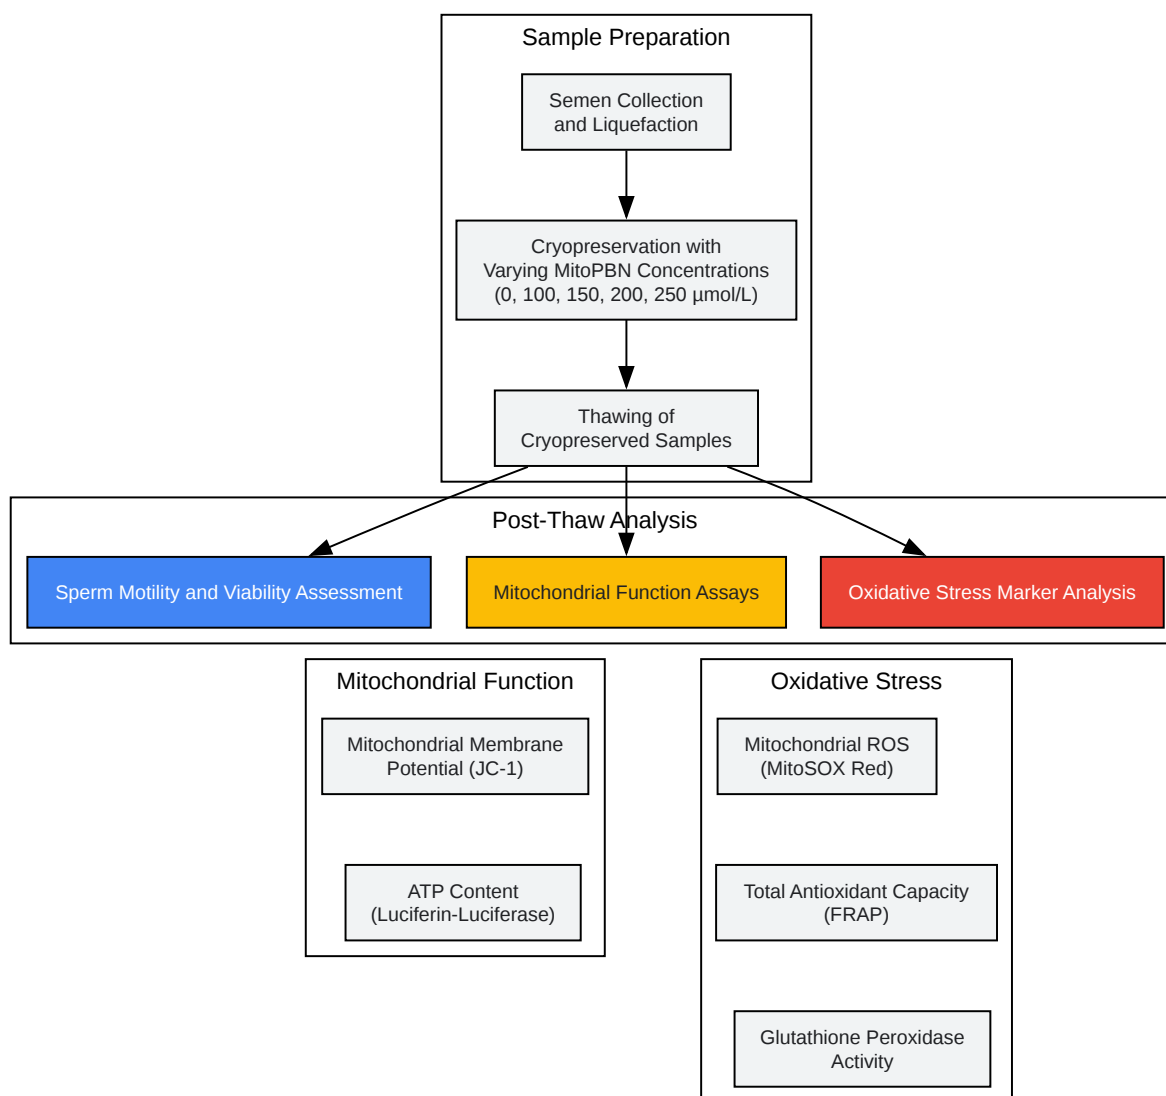 Sample Preparation
Semen Collection
and Liquefaction
Cryopreservation with
Varying MitoPBN Concentrations
(0, 100, 150, 200, 250 µmol/L)
Thawing of
Cryopreserved Samples
Post-Thaw Analysis
Sperm Motility and Viability Assessment
Mitochondrial Function Assays
Oxidative Stress Marker Analysis
Mitochondrial Function
Mitochondrial Membrane
Potential (JC-1)
ATP Content
(Luciferin-Luciferase)
Oxidative Stress
Mitochondrial ROS
(MitoSOX Red)
Total Antioxidant Capacity
(FRAP)
Glutathione Peroxidase
Activity